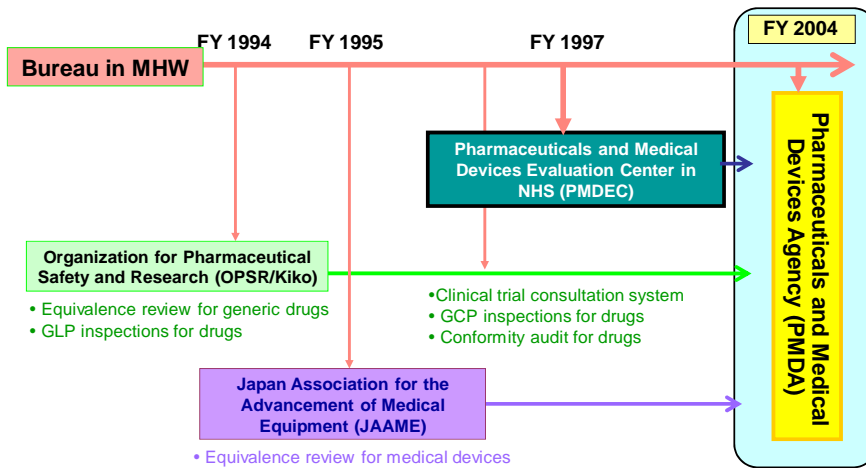 FY 1994
FY 1995
FY 1997
FY 2004
Bureau in MHW
Pharmaceuticals and Medical
Devices Evaluation Center in
NHS (PMDEC)
Pharmaceuticals and Medical
Devices Agency (PMDA)
Organization for Pharmaceutical
Safety and Research (OPSR/Kiko)
• Equivalence review for generic drugs
• GLP inspections for drugs
•Clinical trial consultation system
• GCP inspections for drugs
• Conformity audit for drugs
Japan Association for the
Advancement of Medical
Equipment (JAAME)
• Equivalence review for medical devices